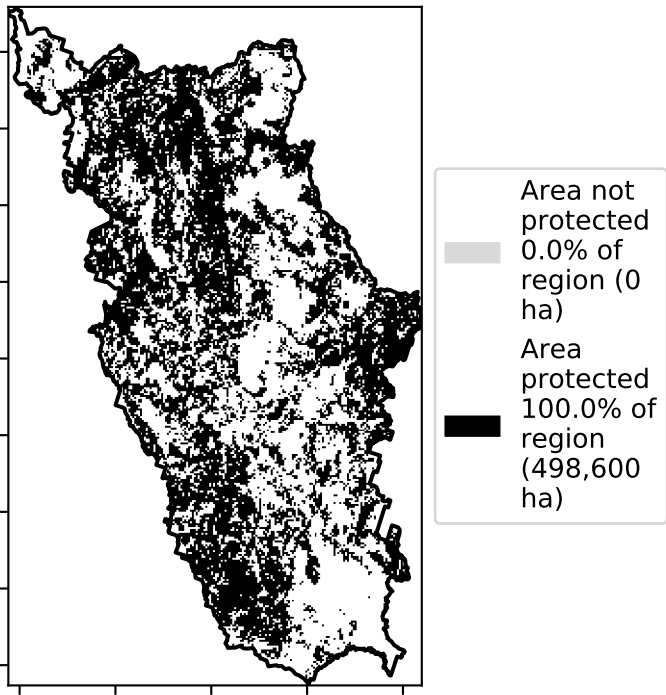 Area not
protected
0.0% of
region (0
ha)
Area
protected
100.0% of
region
(498,600
ha)